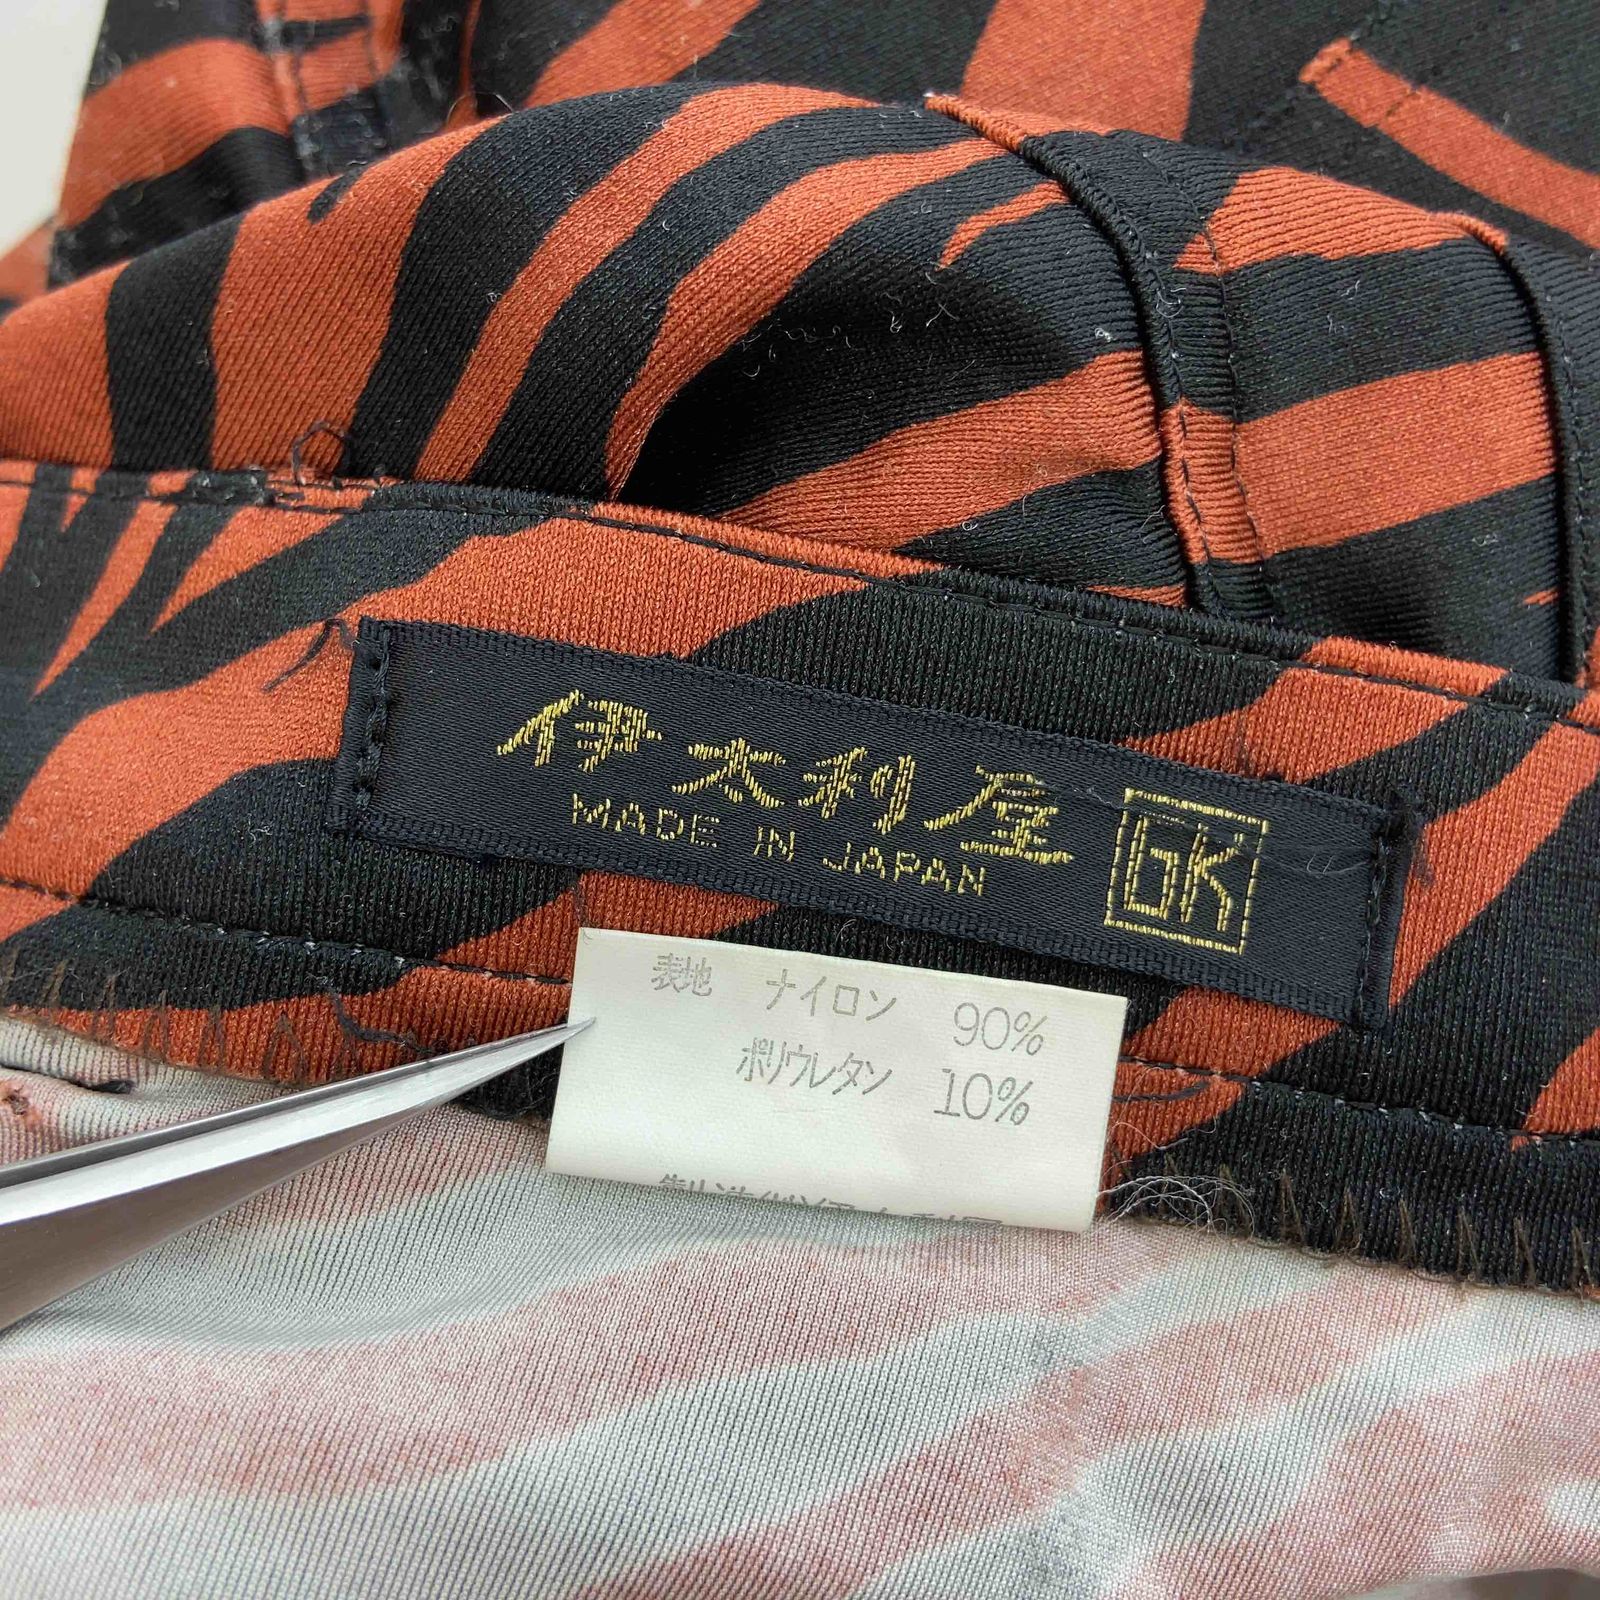 伊太利屋
MADE IN JAPAN
GK
表地 ナイロン 90%
ポリウレタン 10%